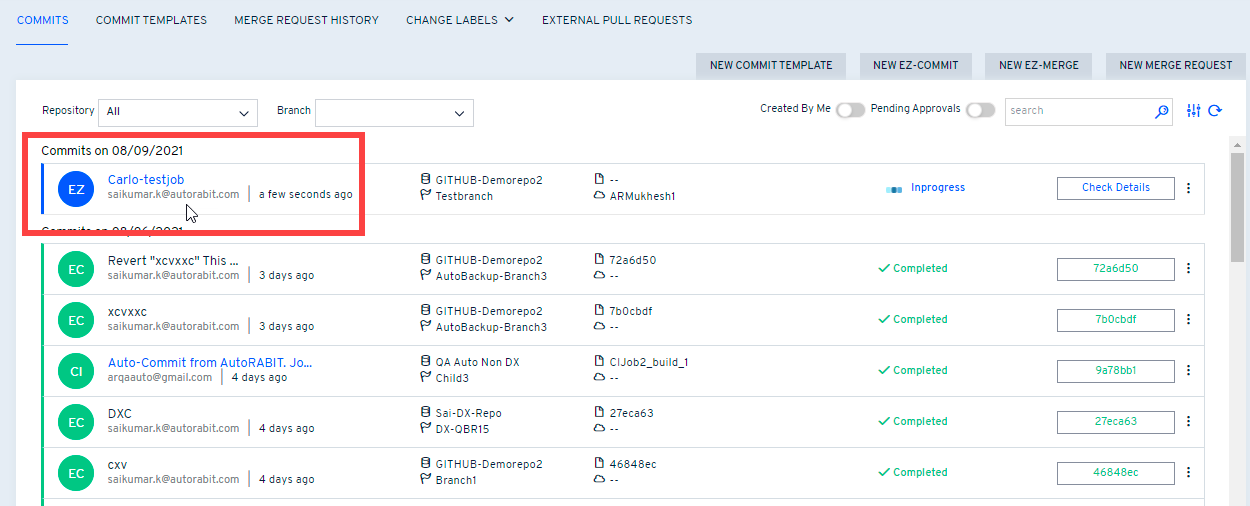 COMMITS COMMIT TEMPLATES MERGE REQUEST HISTORY CHANGE LABELS EXTERNAL PULL REQUESTS
NEW COMMIT TEMPLATE NEW EZ-COMMIT NEW EZ-MERGE NEW MERGE REQUEST
Repository All Branch Created By Me Pending Approvals search
Commits on 08/09/2021
EZ Carlo-testjob GITHUB-Demorepo2 -- Inprogress Check Details
saikumar.k@autorabit.com a few seconds ago Testbranch ARMukhesh1
Commits on 08/06/2021
EC Revert "xcvxxc" This ... GITHUB-Demorepo2 72a6d50 Completed 72a6d50
saikumar.k@autorabit.com 3 days ago AutoBackup-Branch3 --
EC xcvxxc GITHUB-Demorepo2 7b0cbdf Completed 7b0cbdf
saikumar.k@autorabit.com 3 days ago AutoBackup-Branch3 --
CI Auto-Commit from AutoRABIT. Jo... QA Auto Non DX CIJob2_build_1 Completed 9a78bb1
arqaauto@gmail.com 4 days ago Child3 --
EC DXC Sai-DX-Repo 27eca63 Completed 27eca63
saikumar.k@autorabit.com 4 days ago DX-QBR15 --
EC cxv GITHUB-Demorepo2 46848ec Completed 46848ec
saikumar.k@autorabit.com 4 days ago Branch1 --